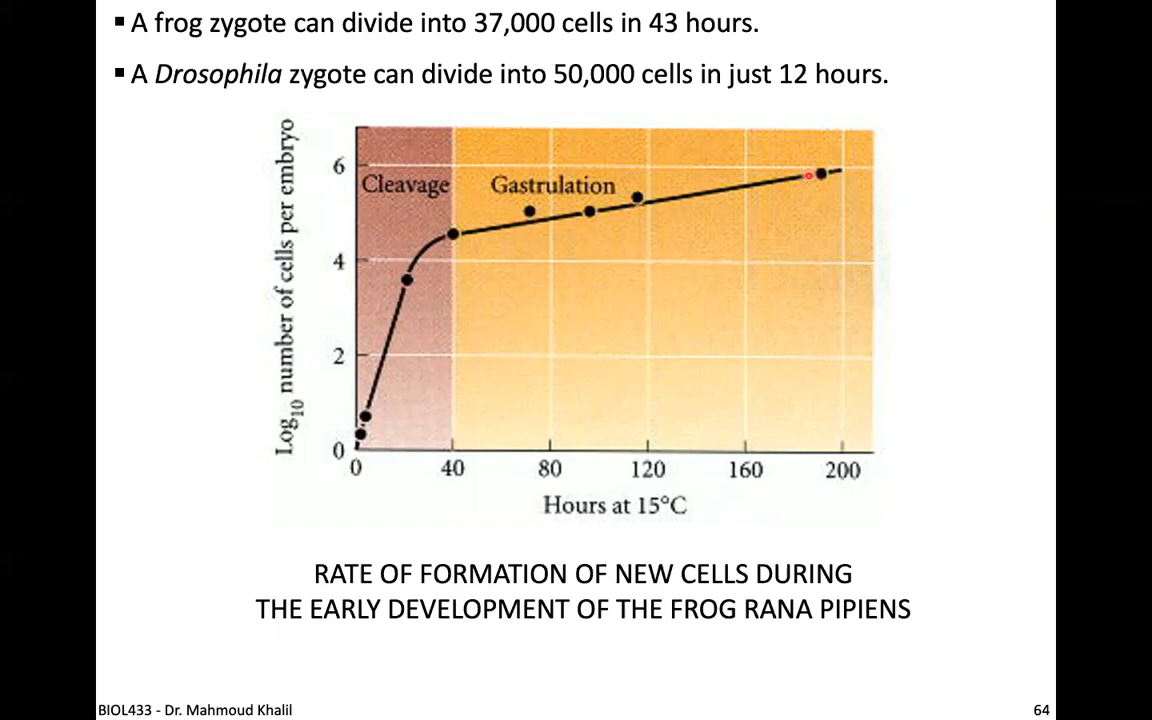 ▪ A frog zygote can divide into 37,000 cells in 43 hours.
▪ A Drosophila zygote can divide into 50,000 cells in just 12 hours.
Log10 number of cells per embryo
6
4
2
0
Cleavage
Gastrulation
0 40 80 120 160 200
Hours at 15°C
RATE OF FORMATION OF NEW CELLS DURING
THE EARLY DEVELOPMENT OF THE FROG RANA PIPIENS
BIOL433 - Dr. Mahmoud Khalil
64